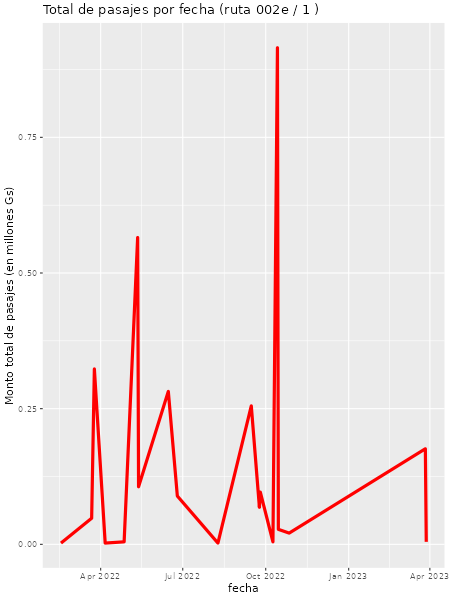 Total de pasajes por fecha (ruta 002e / 1 )
Monto total de pasajes (en millones Gs)
0.75
0.50
0.25
0.00
Apr 2022
Jul 2022
Oct 2022
Jan 2023
Apr 2023
fecha